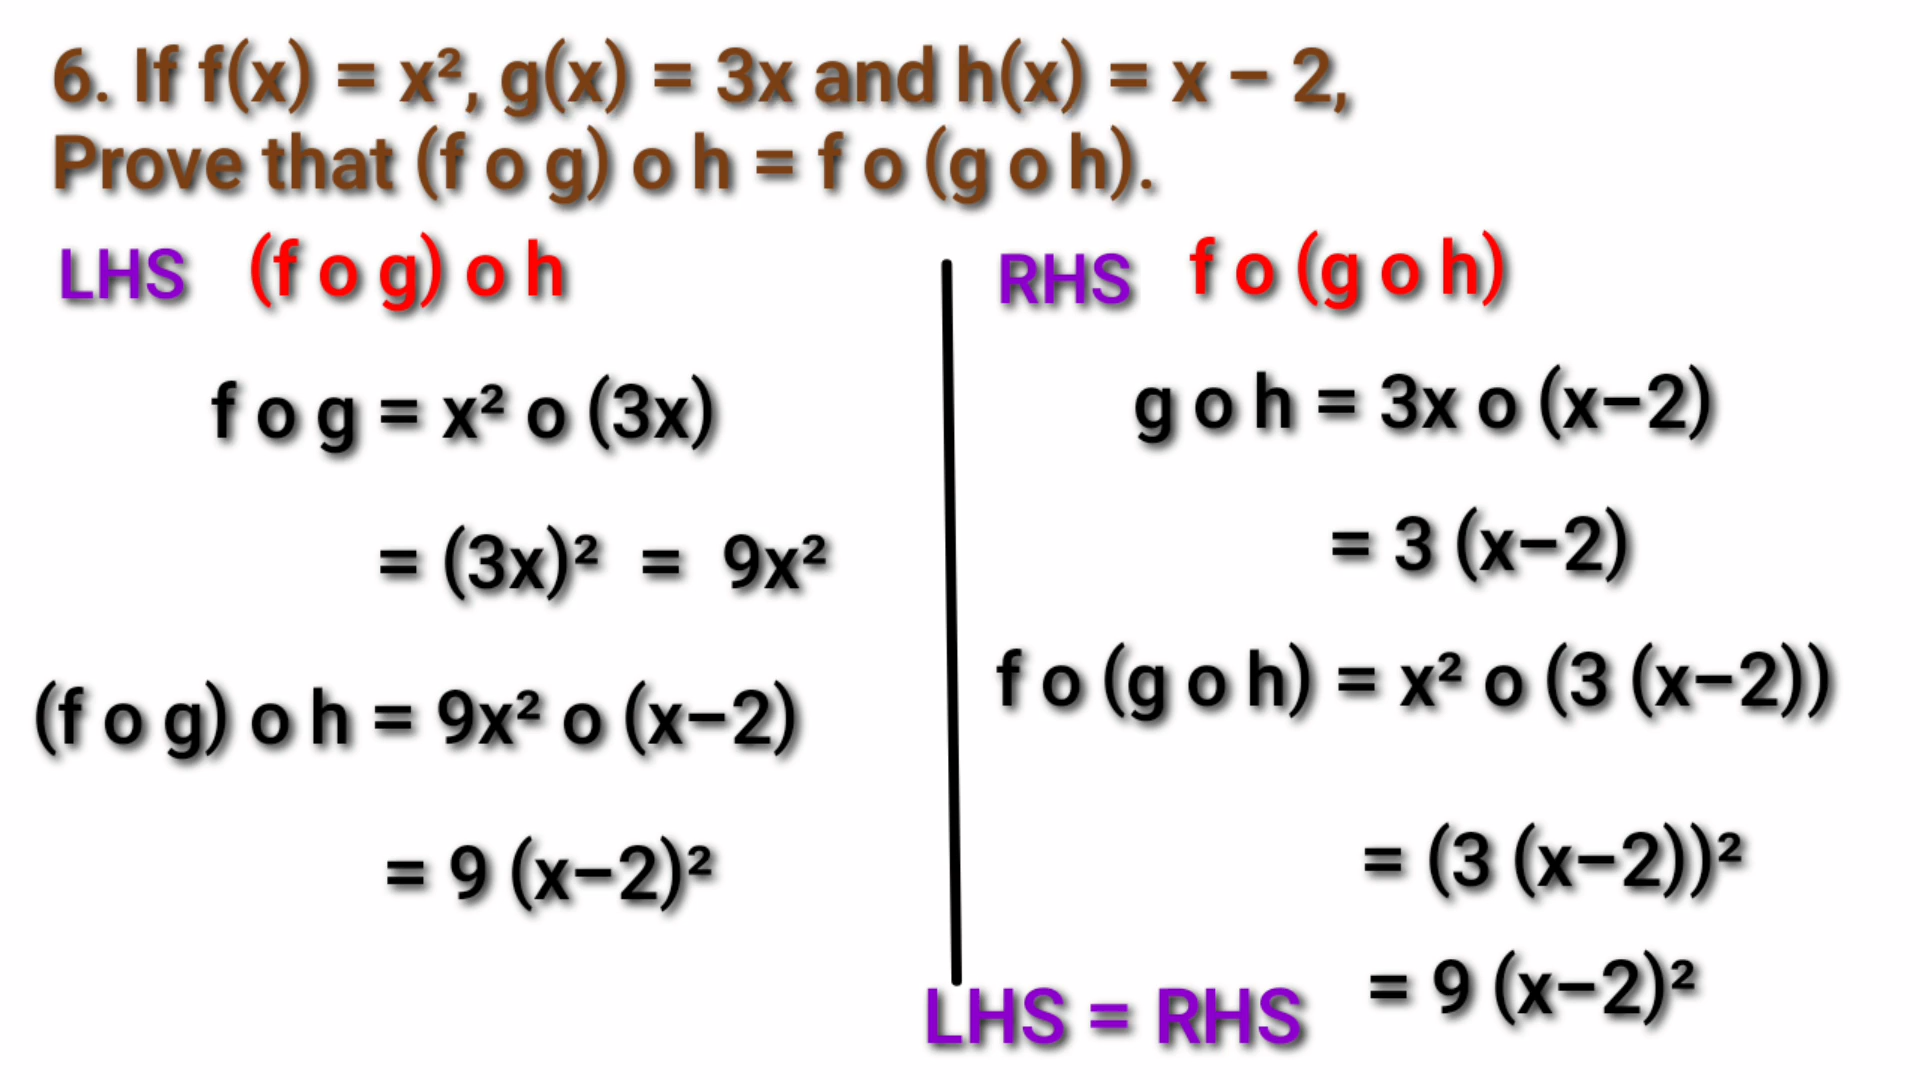 6. If f(x) = x², g(x) = 3x and h(x) = x – 2,
Prove that (f o g) o h = f o (g o h).
LHS (f o g) o h
f o g = x² o (3x)
= (3x)² = 9x²
(f o g) o h = 9x² o (x–2)
= 9 (x–2)²
RHS f o (g o h)
g o h = 3x o (x–2)
= 3 (x–2)
f o (g o h) = x² o (3 (x–2))
= (3 (x–2))²
= 9 (x–2)²
LHS = RHS